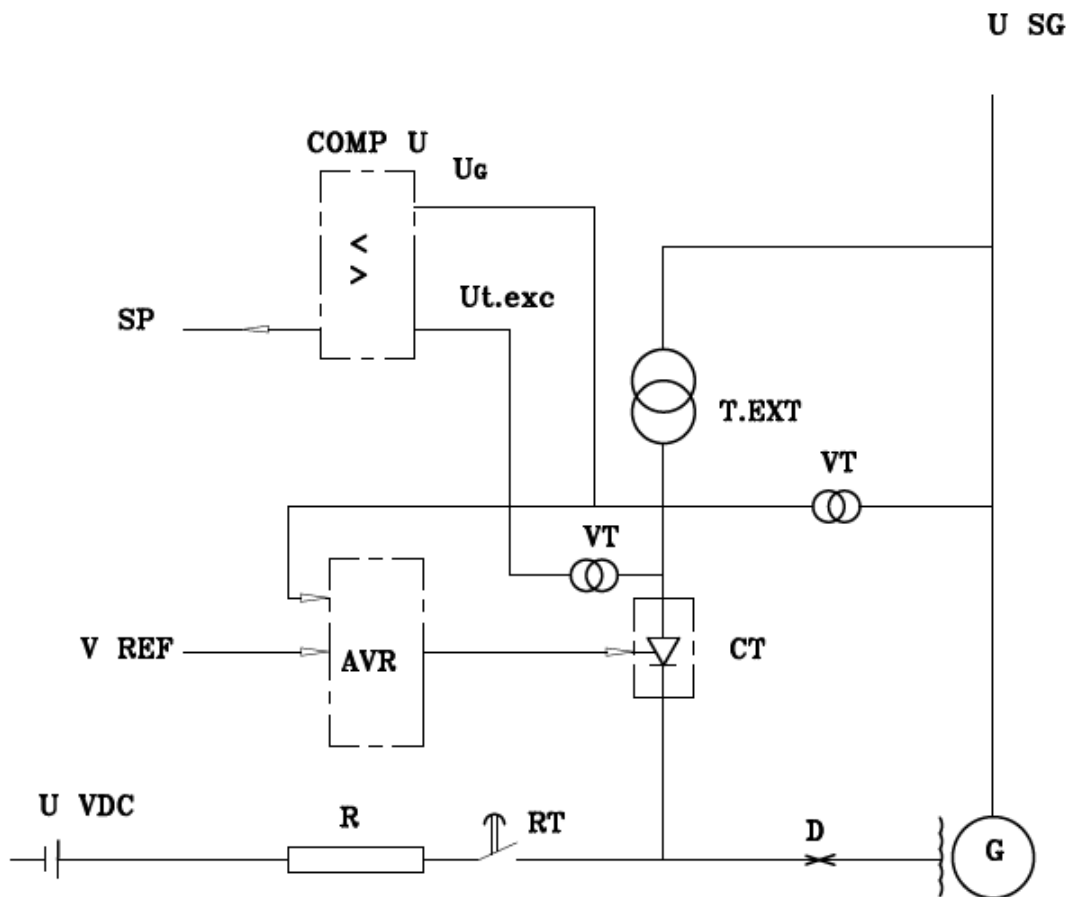 U SG
COMP U
UG
< >
Ut.exc
SP
T.EXT
VT
VT
V REF
AVR
CT
U VDC
R
RT
D
G